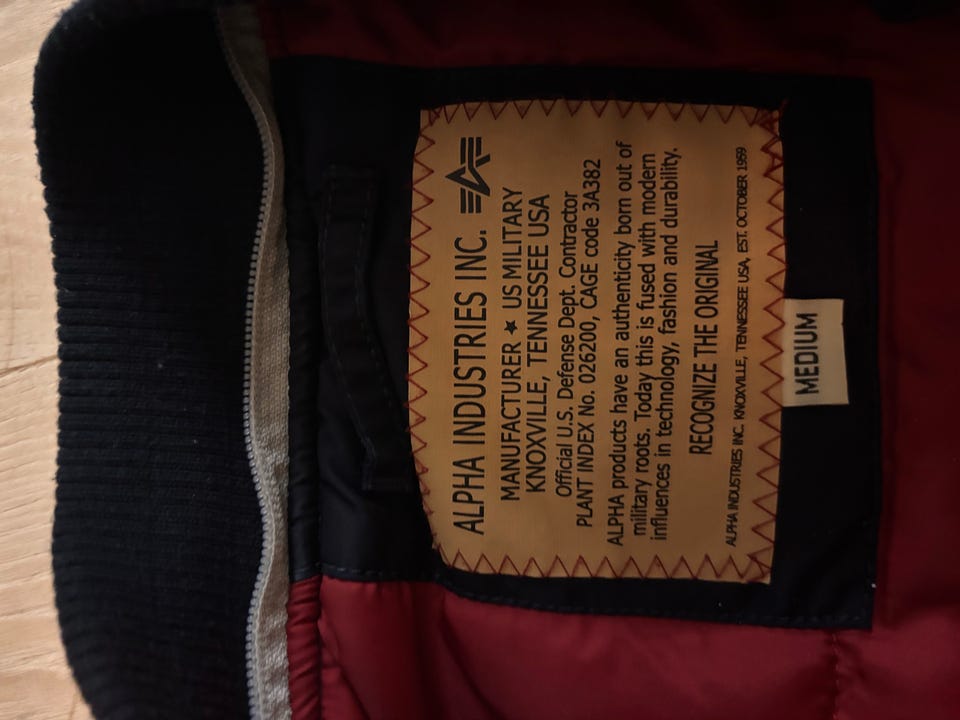 ALPHA INDUSTRIES INC.
MANUFACTURER ★ US MILITARY
KNOXVILLE, TENNESSEE USA
Official U.S. Defense Dept. Contractor
PLANT INDEX No. 026200, CAGE code 3A382
ALPHA products have an authenticity born out of
military roots. Today this is fused with modern
influences in technology, fashion and durability.
RECOGNIZE THE ORIGINAL
ALPHA INDUSTRIES INC. KNOXVILLE, TENNESSEE USA, EST. OCTOBER 1959
MEDIUM